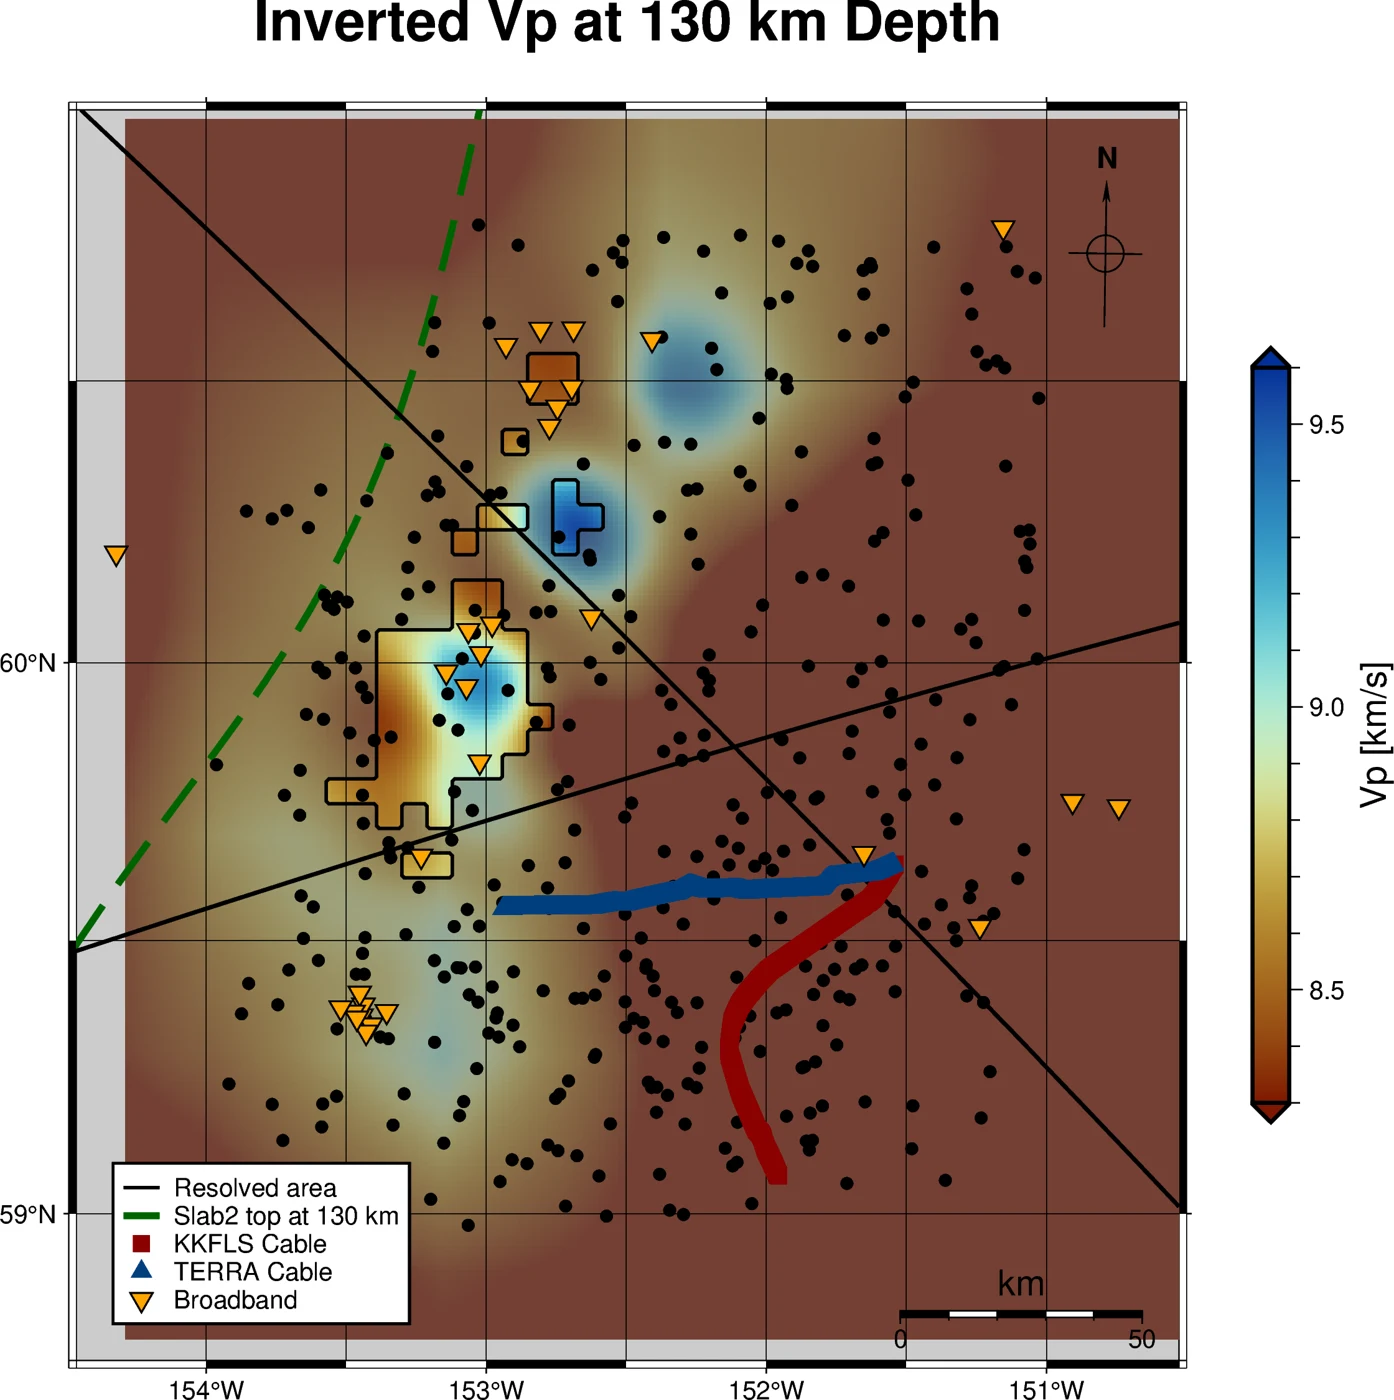 Inverted Vp at 130 km Depth
N
9.5
9.0
8.5
Vp [km/s]
60°N
59°N
154°W
153°W
152°W
151°W
Resolved area
Slab2 top at 130 km
KKFLS Cable
TERRA Cable
Broadband
km
0
50